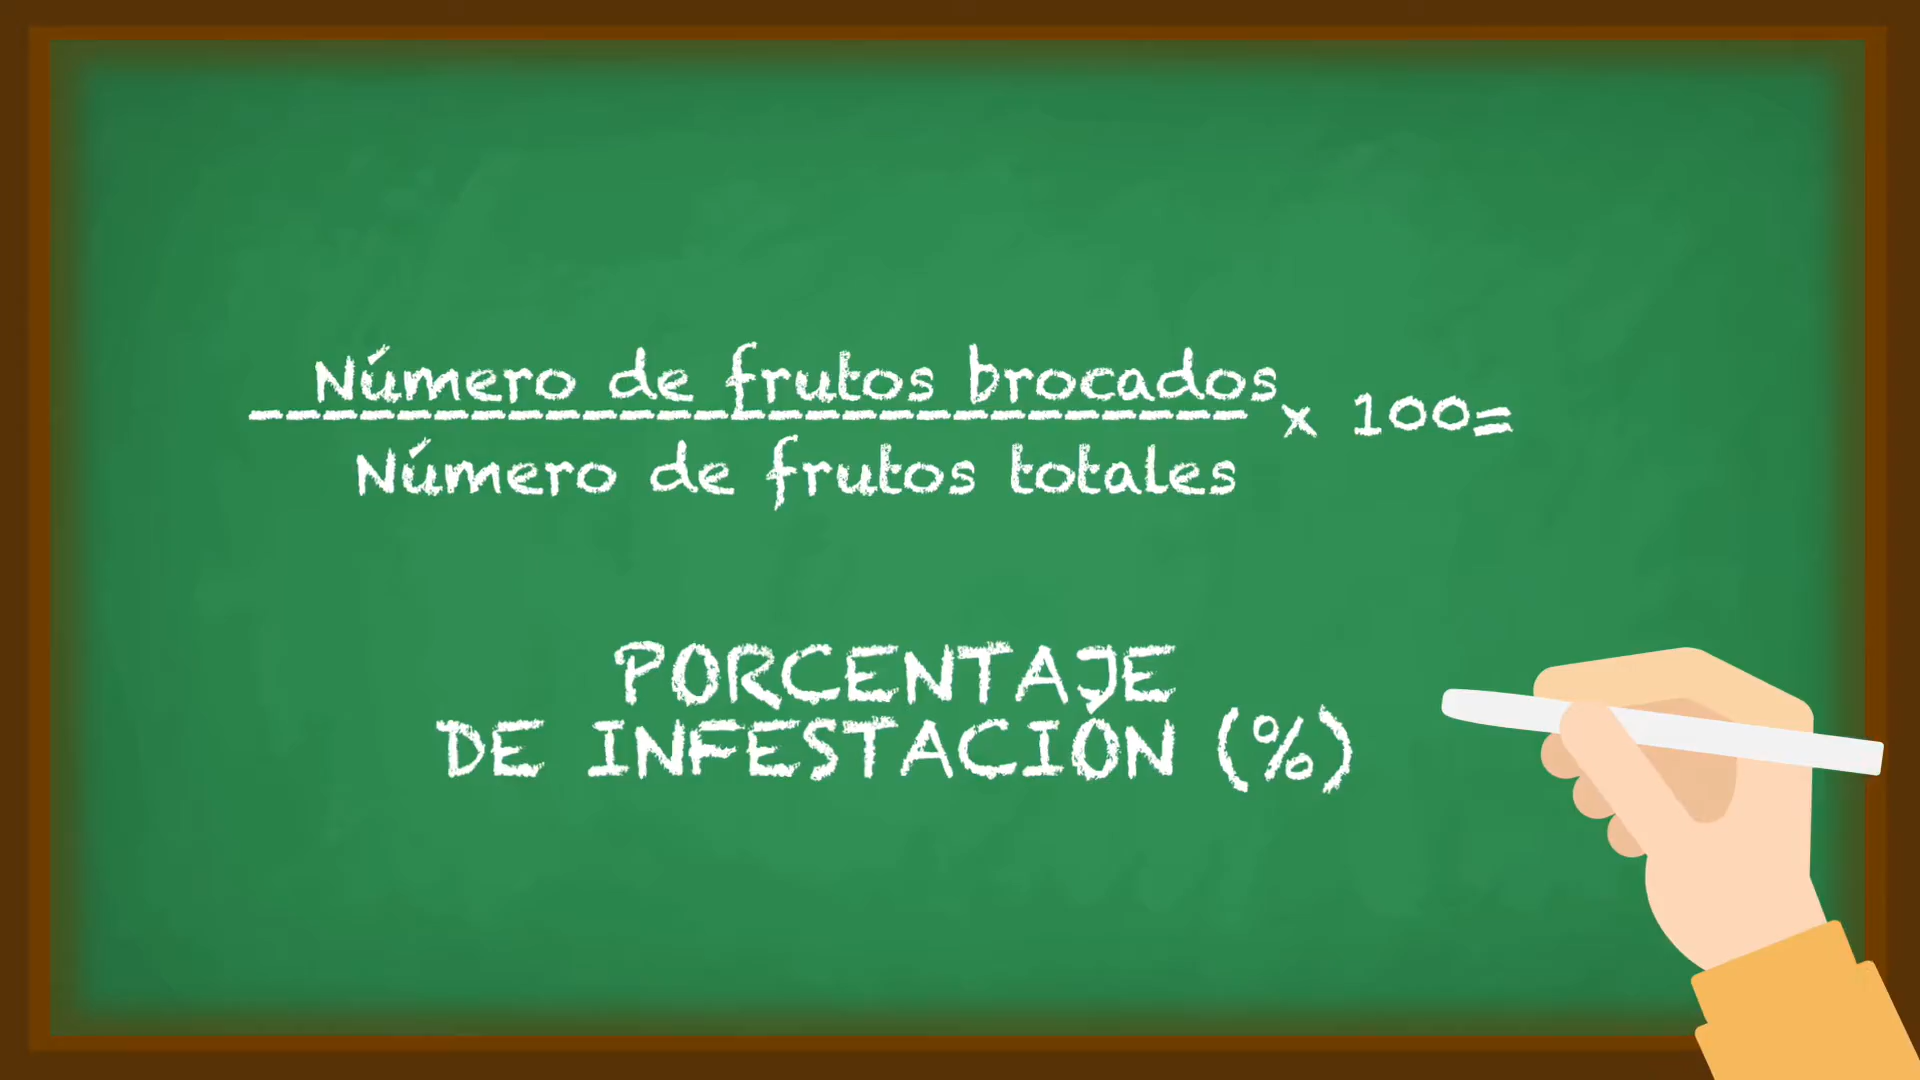 Número de frutos brocados
---------------------------
x 100=
Número de frutos totales
PORCENTAJE
DE INFESTACIÓN (%)